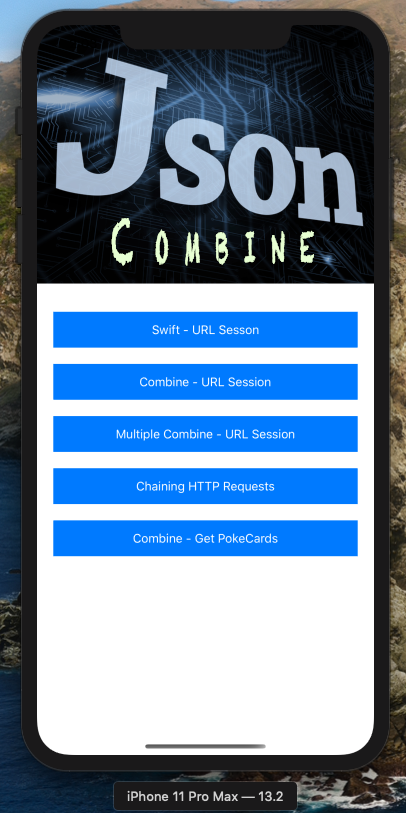 Json
COMBINE
Swift - URL Sesson
Combine - URL Session
Multiple Combine - URL Session
Chaining HTTP Requests
Combine - Get PokeCards
iPhone 11 Pro Max — 13.2